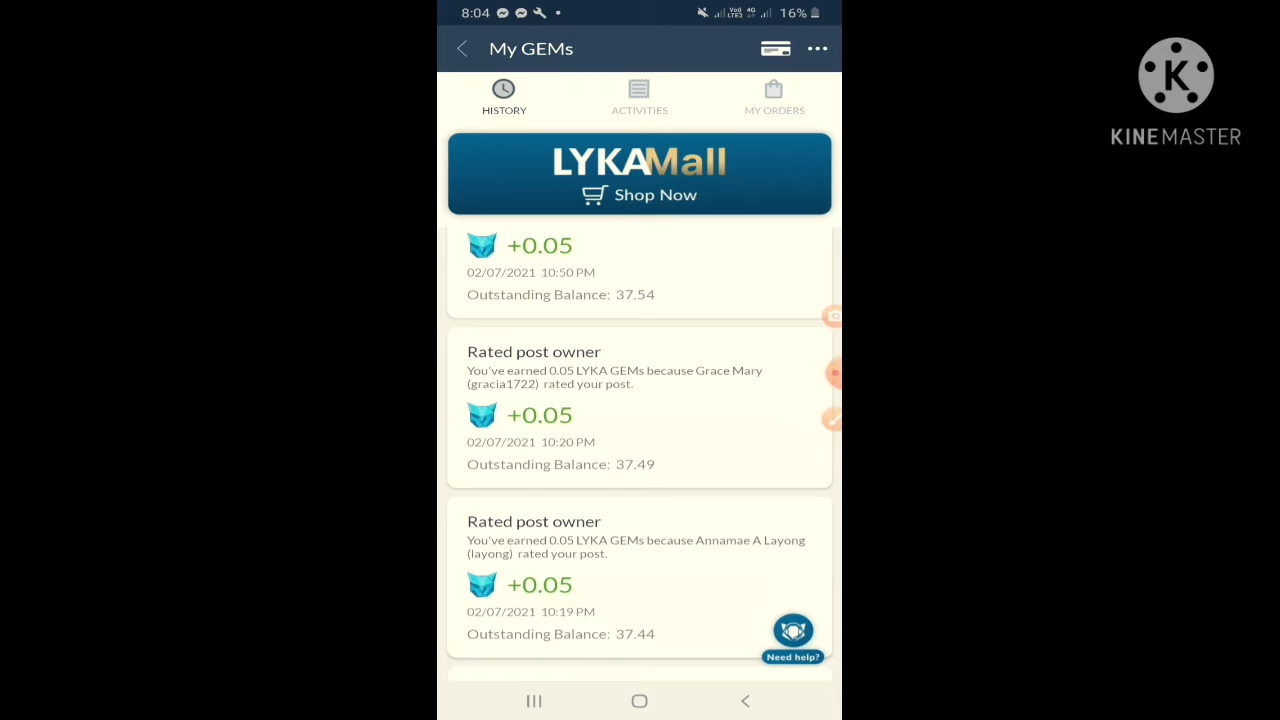 8:04
VoI) 4G
LTE2
16%
My GEMs
HISTORY
ACTIVITIES
MY ORDERS
LYKAMall
Shop Now
+0.05
02/07/2021 10:50 PM
Outstanding Balance: 37.54
Rated post owner
You've earned 0.05 LYKA GEMs because Grace Mary
(gracia1722) rated your post.
+0.05
02/07/2021 10:20 PM
Outstanding Balance: 37.49
Rated post owner
You've earned 0.05 LYKA GEMs because Annamae A Layong
(layong) rated your post.
+0.05
02/07/2021 10:19 PM
Outstanding Balance: 37.44
Need help?
K
KINEMASTER